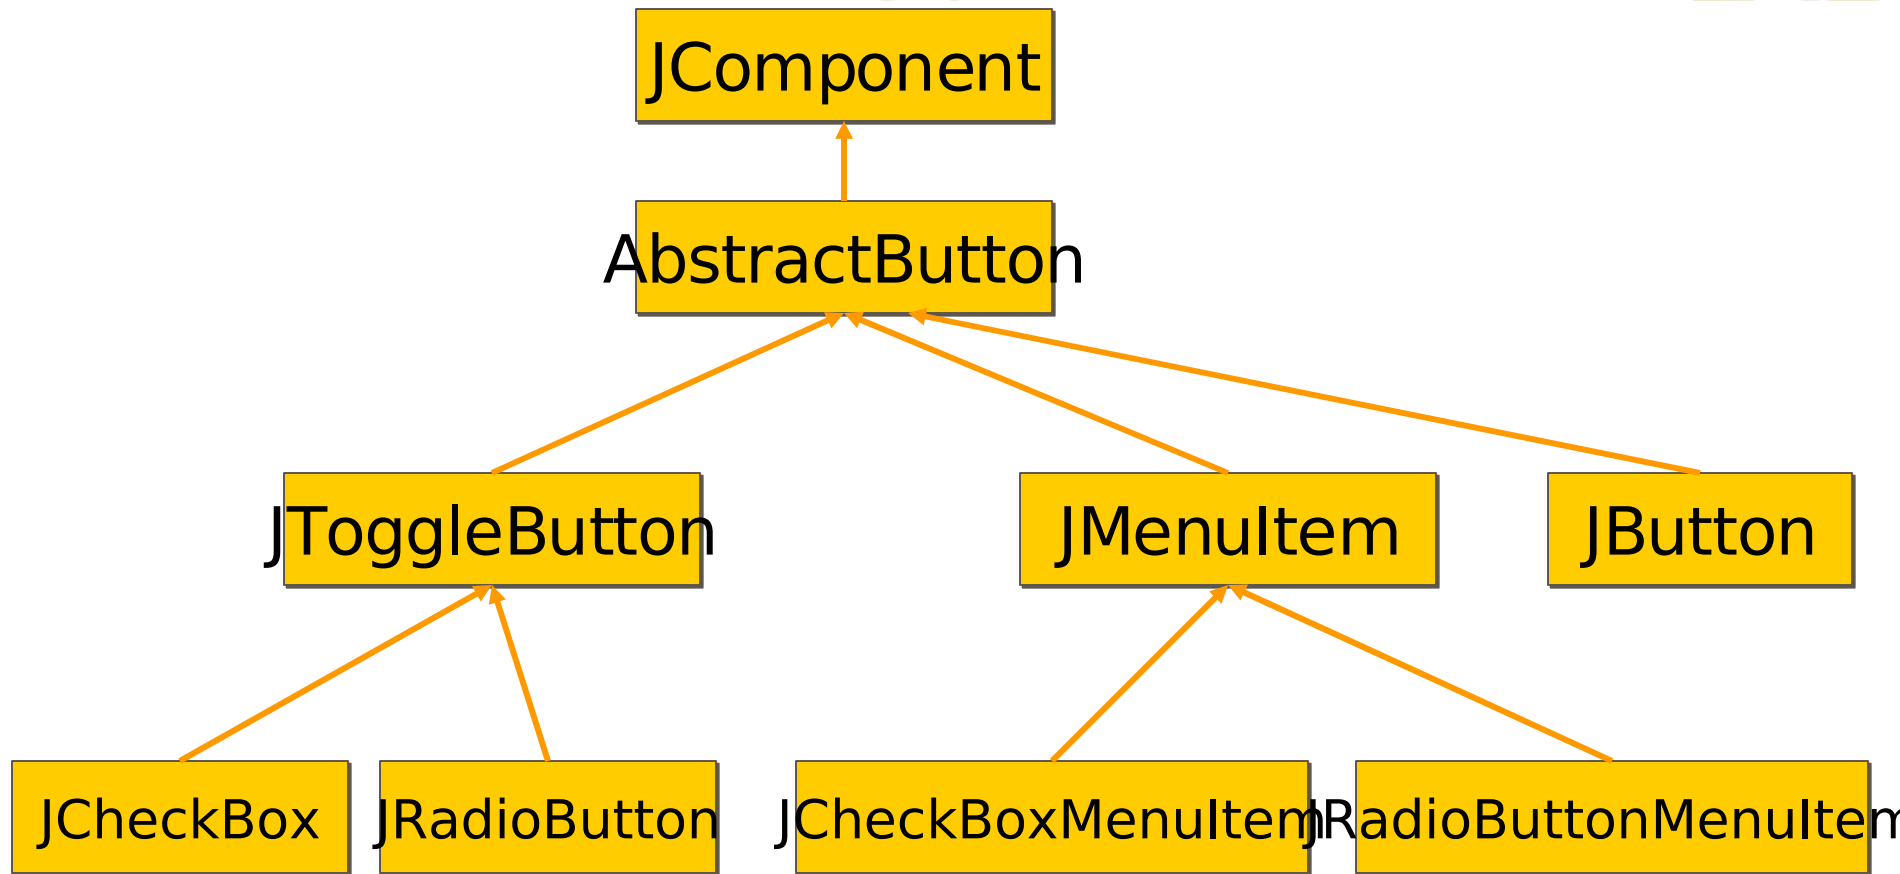 JComponent
AbstractButton
JToggleButton
JMenuItem
JButton
JCheckBox
JRadioButton
JCheckBoxMenuItem
JRadioButtonMenuItem